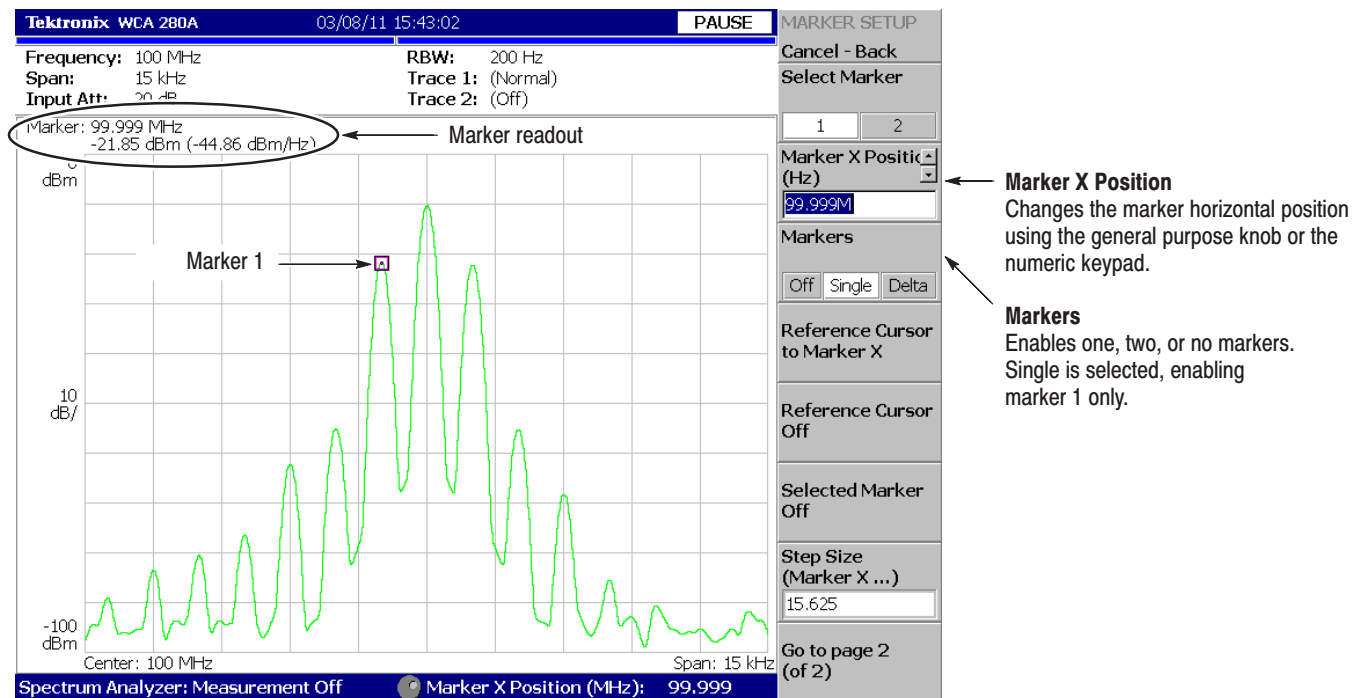 Tektronix WCA 280A 03/08/11 15:43:02 PAUSE
Frequency: 100 MHz RBW: 200 Hz
Span: 15 kHz Trace 1: (Normal)
Input Att: 20 dB Trace 2: (Off)
Marker: 99.999 MHz
-21.85 dBm (-44.86 dBm/Hz)
Marker readout
0
dBm
Marker 1
10
dB/
-100
dBm
Center: 100 MHz Span: 15 kHz
Spectrum Analyzer: Measurement Off Marker X Position (MHz): 99.999
MARKER SETUP
Cancel - Back
Select Marker
1 2
Marker X Positic
(Hz)
99.999M
Markers
Off Single Delta
Reference Cursor
to Marker X
Reference Cursor
Off
Selected Marker
Off
Step Size
(Marker X ...)
15.625
Go to page 2
(of 2)
Marker X Position
Changes the marker horizontal position
using the general purpose knob or the
numeric keypad.
Markers
Enables one, two, or no markers.
Single is selected, enabling
marker 1 only.